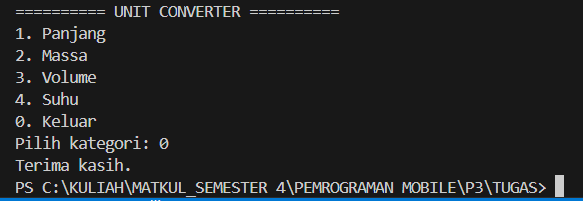 ========== UNIT CONVERTER ==========
1. Panjang
2. Massa
3. Volume
4. Suhu
0. Keluar
Pilih kategori: 0
Terima kasih.
PS C:\KULIAH\MATKUL_SEMESTER 4\PEMROGRAMAN MOBILE\P3\TUGAS>